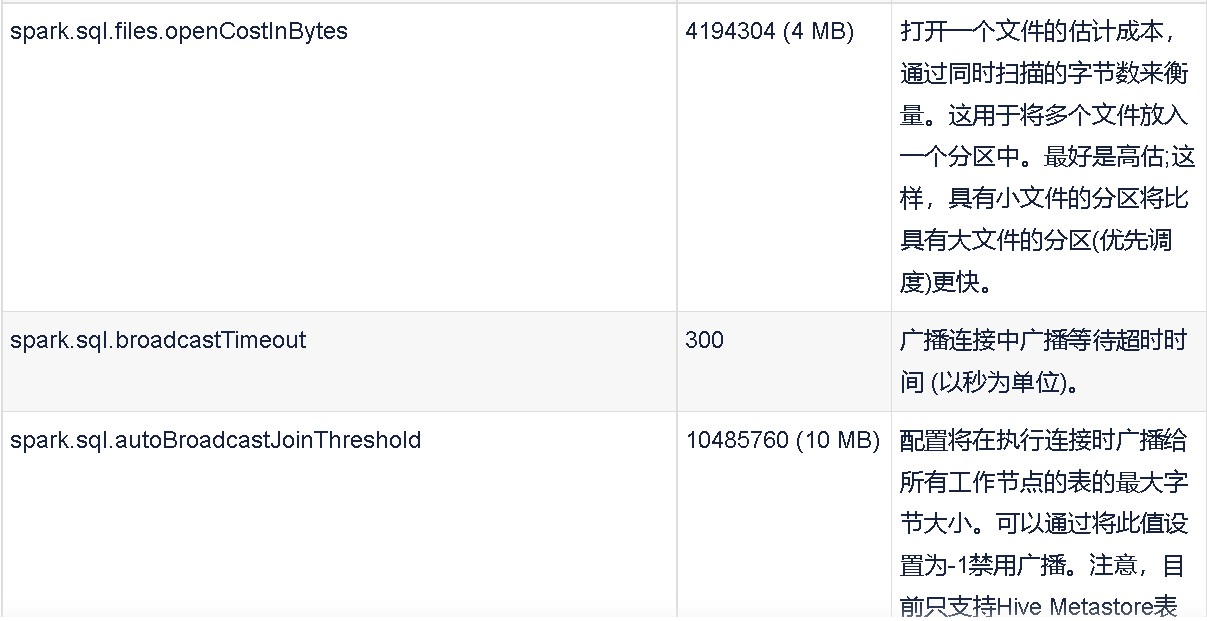 spark.sql.files.openCostInBytes
4194304 (4 MB)
打开一个文件的估计成本，
通过同时扫描的字节数来衡
量。这用于将多个文件放入
一个分区中。最好是高估;这
样，具有小文件的分区将比
具有大文件的分区(优先调
度)更快。
spark.sql.broadcastTimeout
300
广播连接中广播等待超时时
间 (以秒为单位)。
spark.sql.autoBroadcastJoinThreshold
10485760 (10 MB)
配置将在执行连接时广播给
所有工作节点的表的最大字
节大小。可以通过将此值设
置为-1禁用广播。注意，目
前只支持Hive Metastore表